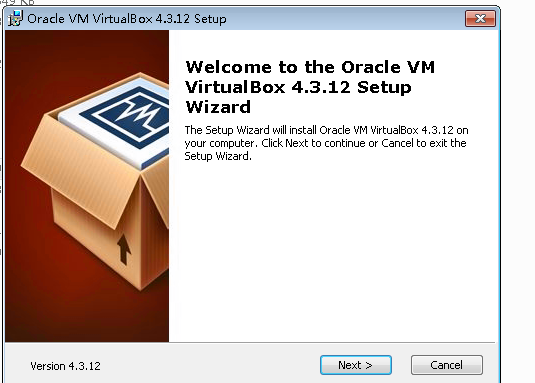 Oracle VM VirtualBox 4.3.12 Setup
Welcome to the Oracle VM
VirtualBox 4.3.12 Setup
Wizard
The Setup Wizard will install Oracle VM VirtualBox 4.3.12 on
your computer. Click Next to continue or Cancel to exit the
Setup Wizard.
Version 4.3.12
Next >
Cancel